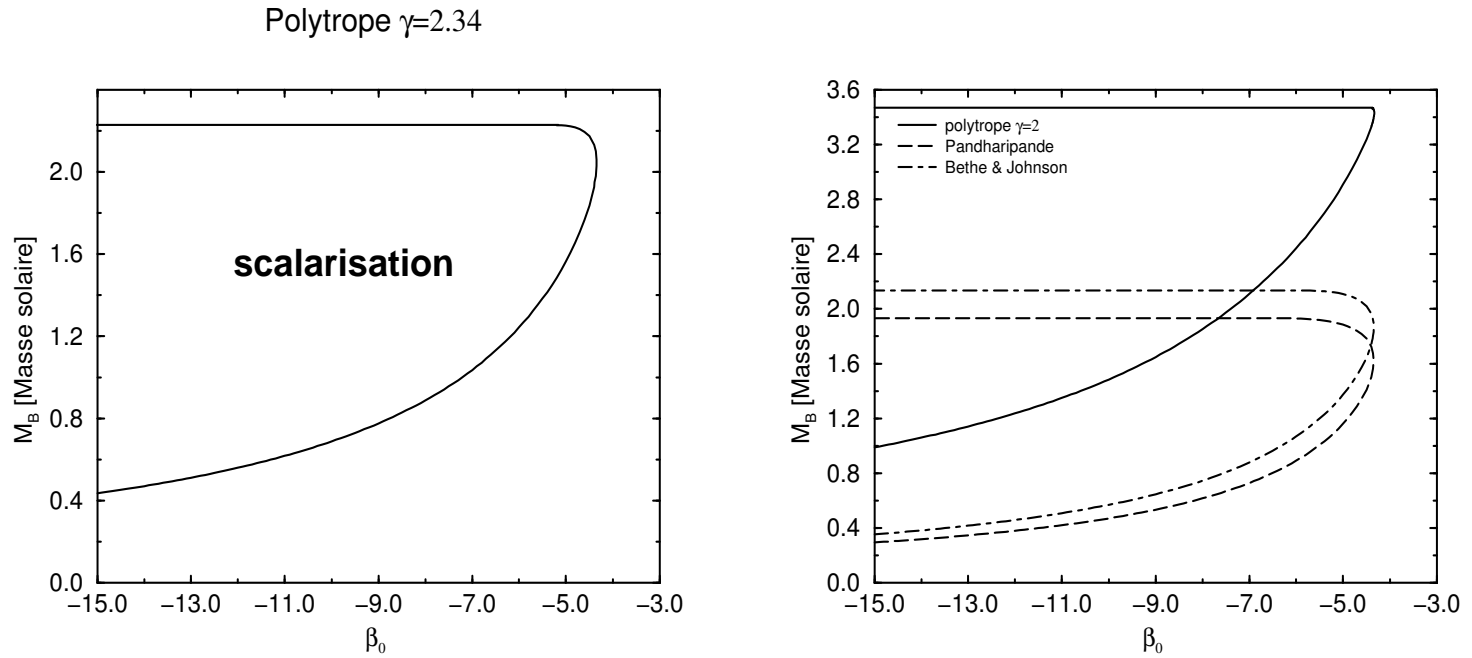 Polytrope γ=2.34
M_B [Masse solaire]
2.0
1.6
1.2
0.8
0.4
0.0
scalarisation
−15.0 −13.0 −11.0 −9.0 −7.0 −5.0 −3.0
β_0
M_B [Masse solaire]
3.6
3.2
2.8
2.4
2.0
1.6
1.2
0.8
0.4
0.0
polytrope γ=2
Pandharipande
Bethe & Johnson
−15.0 −13.0 −11.0 −9.0 −7.0 −5.0 −3.0
β_0